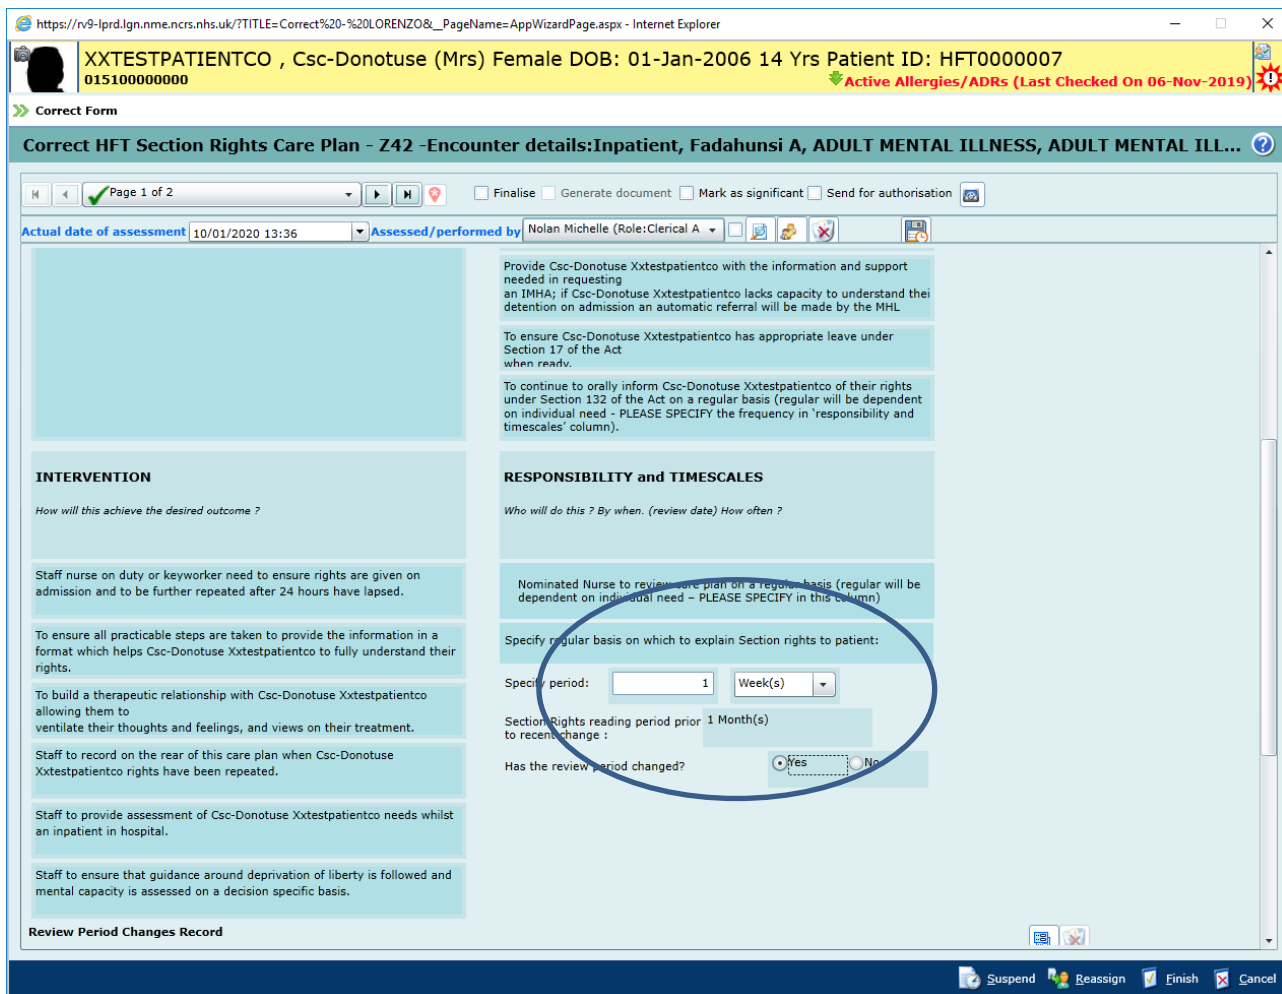 https://rv9-lprd.lgn.nme.ncrs.nhs.uk/?TITLE=Correct%20-%20LORENZO&__PageName=AppWizardPage.aspx - Internet Explorer
XXTESTPATIENTCO , Csc-Donotuse (Mrs) Female DOB: 01-Jan-2006 14 Yrs Patient ID: HFT0000007
015100000000
Active Allergies/ADRs (Last Checked On 06-Nov-2019)
Correct Form
Correct HFT Section Rights Care Plan - Z42 -Encounter details:Inpatient, Fadahunsi A, ADULT MENTAL ILLNESS, ADULT MENTAL ILL...
Page 1 of 2
Finalise
Generate document
Mark as significant
Send for authorisation
Actual date of assessment 10/01/2020 13:36
Assessed/performed by Nolan Michelle (Role:Clerical A
Provide Csc-Donotuse Xxtestpatientco with the information and support
needed in requesting
an IMHA; if Csc-Donotuse Xxtestpatientco lacks capacity to understand thei
detention on admission an automatic referral will be made by the MHL
To ensure Csc-Donotuse Xxtestpatientco has appropriate leave under
Section 17 of the Act
when ready.
To continue to orally inform Csc-Donotuse Xxtestpatientco of their rights
under Section 132 of the Act on a regular basis (regular will be dependent
on individual need - PLEASE SPECIFY the frequency in 'responsibility and
timescales' column).
INTERVENTION
How will this achieve the desired outcome ?
RESPONSIBILITY and TIMESCALES
Who will do this ? By when. (review date) How often ?
Staff nurse on duty or keyworker need to ensure rights are given on
admission and to be further repeated after 24 hours have lapsed.
Nominated Nurse to review care plan on a regular basis (regular will be
dependent on individual need – PLEASE SPECIFY in this column)
To ensure all practicable steps are taken to provide the information in a
format which helps Csc-Donotuse Xxtestpatientco to fully understand their
rights.
Specify regular basis on which to explain Section rights to patient:
To build a therapeutic relationship with Csc-Donotuse Xxtestpatientco
allowing them to
ventilate their thoughts and feelings, and views on their treatment.
Specify period: 1 Week(s)
Section Rights reading period prior
to recent change :
1 Month(s)
Staff to record on the rear of this care plan when Csc-Donotuse
Xxtestpatientco rights have been repeated.
Has the review period changed? Yes No
Staff to provide assessment of Csc-Donotuse Xxtestpatientco needs whilst
an inpatient in hospital.
Staff to ensure that guidance around deprivation of liberty is followed and
mental capacity is assessed on a decision specific basis.
Review Period Changes Record
Suspend
Reassign
Finish
Cancel